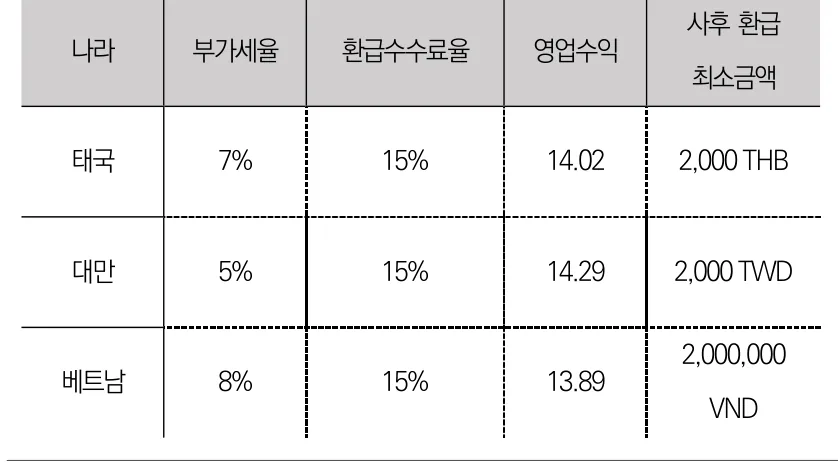 나라 부가세율 환급수수료율 영업수익 사후 환급
최소금액
태국 7% 15% 14.02 2,000 THB
대만 5% 15% 14.29 2,000 TWD
베트남 8% 15% 13.89 2,000,000
VND